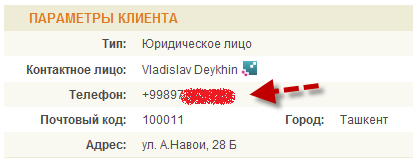 ПАРАМЕТРЫ КЛИЕНТА
Тип: Юридическое лицо
Контактное лицо: Vladislav Deykhin
Телефон: +99897
Почтовый код: 100011 Город: Ташкент
Адрес: ул. А.Навои, 28 Б